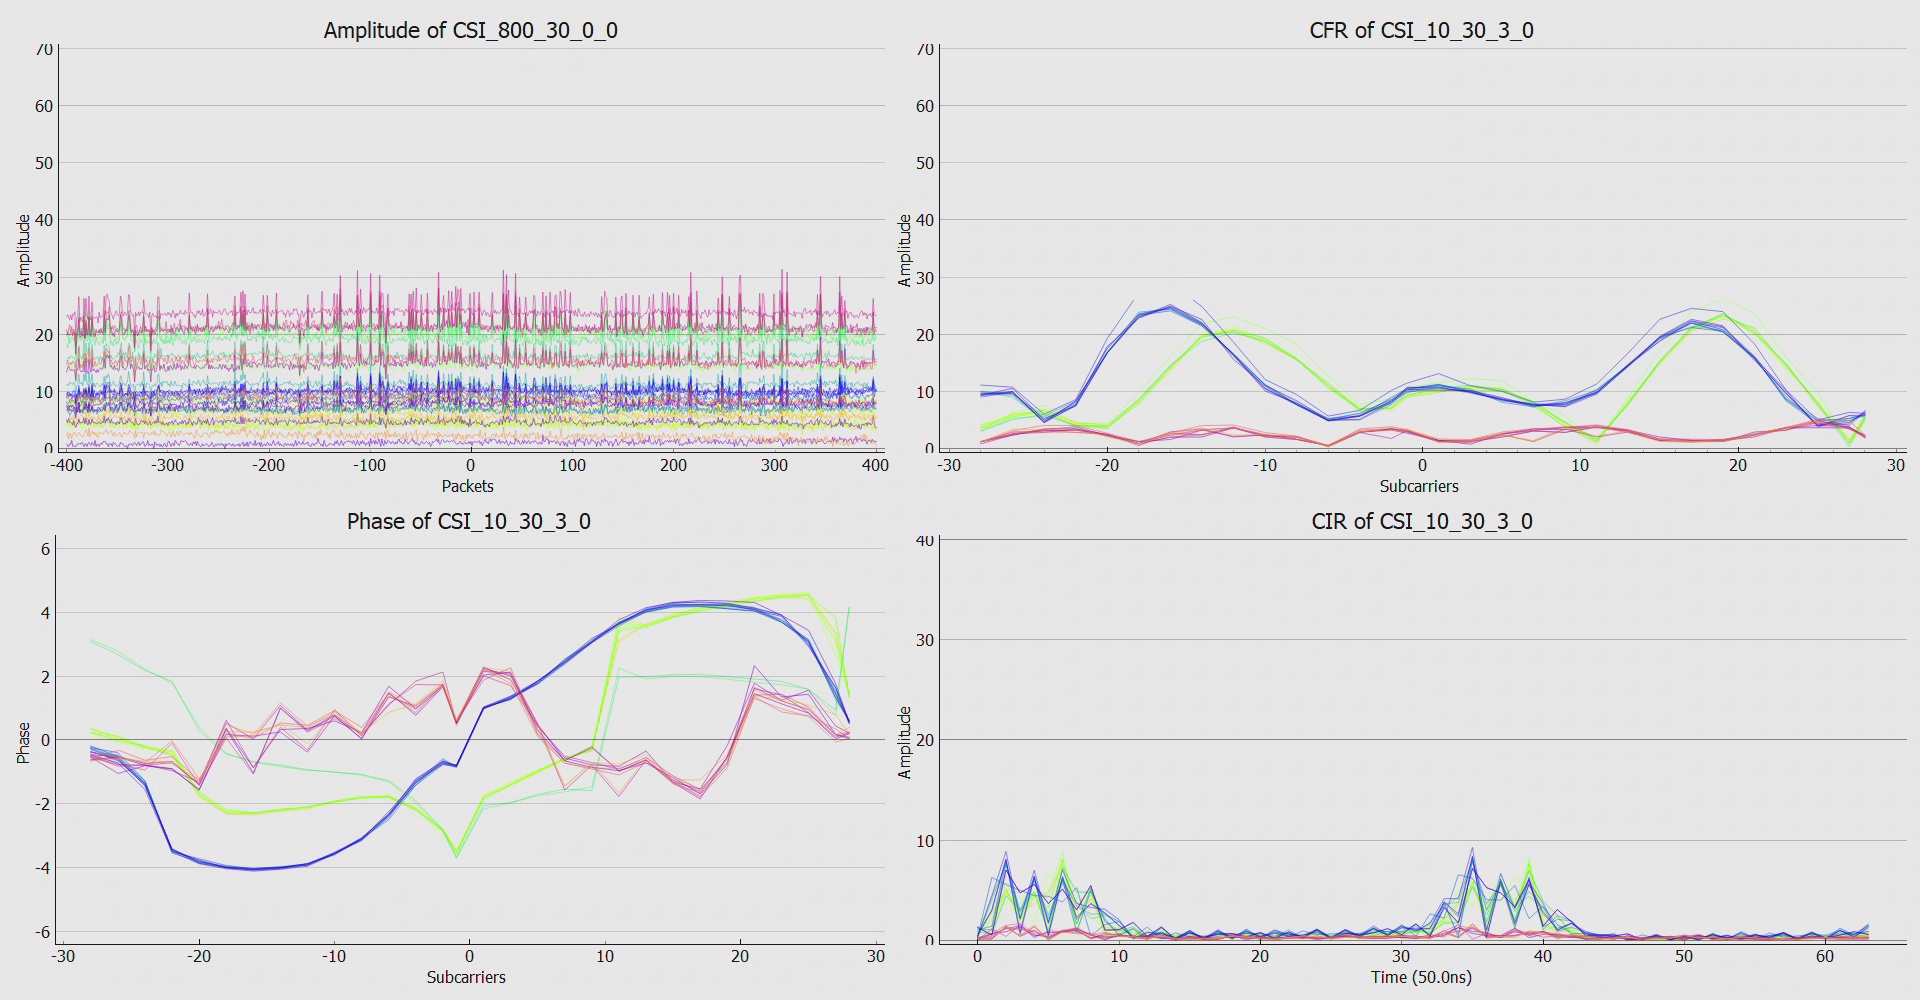 Amplitude of CSI_800_30_0_0
70
60
50
40
30
20
10
0
Amplitude
-400 -300 -200 -100 0 100 200 300 400
Packets
CFR of CSI_10_30_3_0
70
60
50
40
30
20
10
0
Amplitude
-30 -20 -10 0 10 20 30
Subcarriers
Phase of CSI_10_30_3_0
6
4
2
0
-2
-4
-6
Phase
-30 -20 -10 0 10 20 30
Subcarriers
CIR of CSI_10_30_3_0
40
30
20
10
0
Amplitude
0 10 20 30 40 50 60
Time (50.0ns)